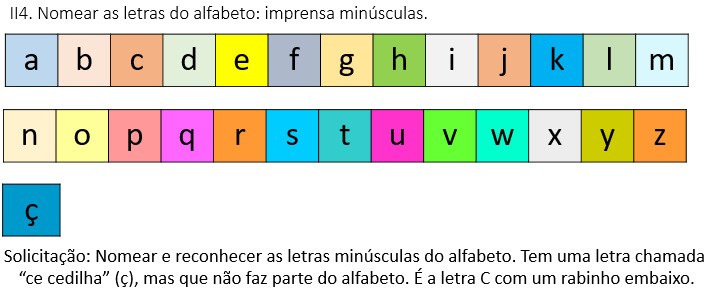 II4. Nomear as letras do alfabeto: imprensa minúsculas.
a b c d e f g h i j k l m
n o p q r s t u v w x y z
ç
Solicitação: Nomear e reconhecer as letras minúsculas do alfabeto. Tem uma letra chamada
“ce cedilha” (ç), mas que não faz parte do alfabeto. É a letra C com um rabinho embaixo.